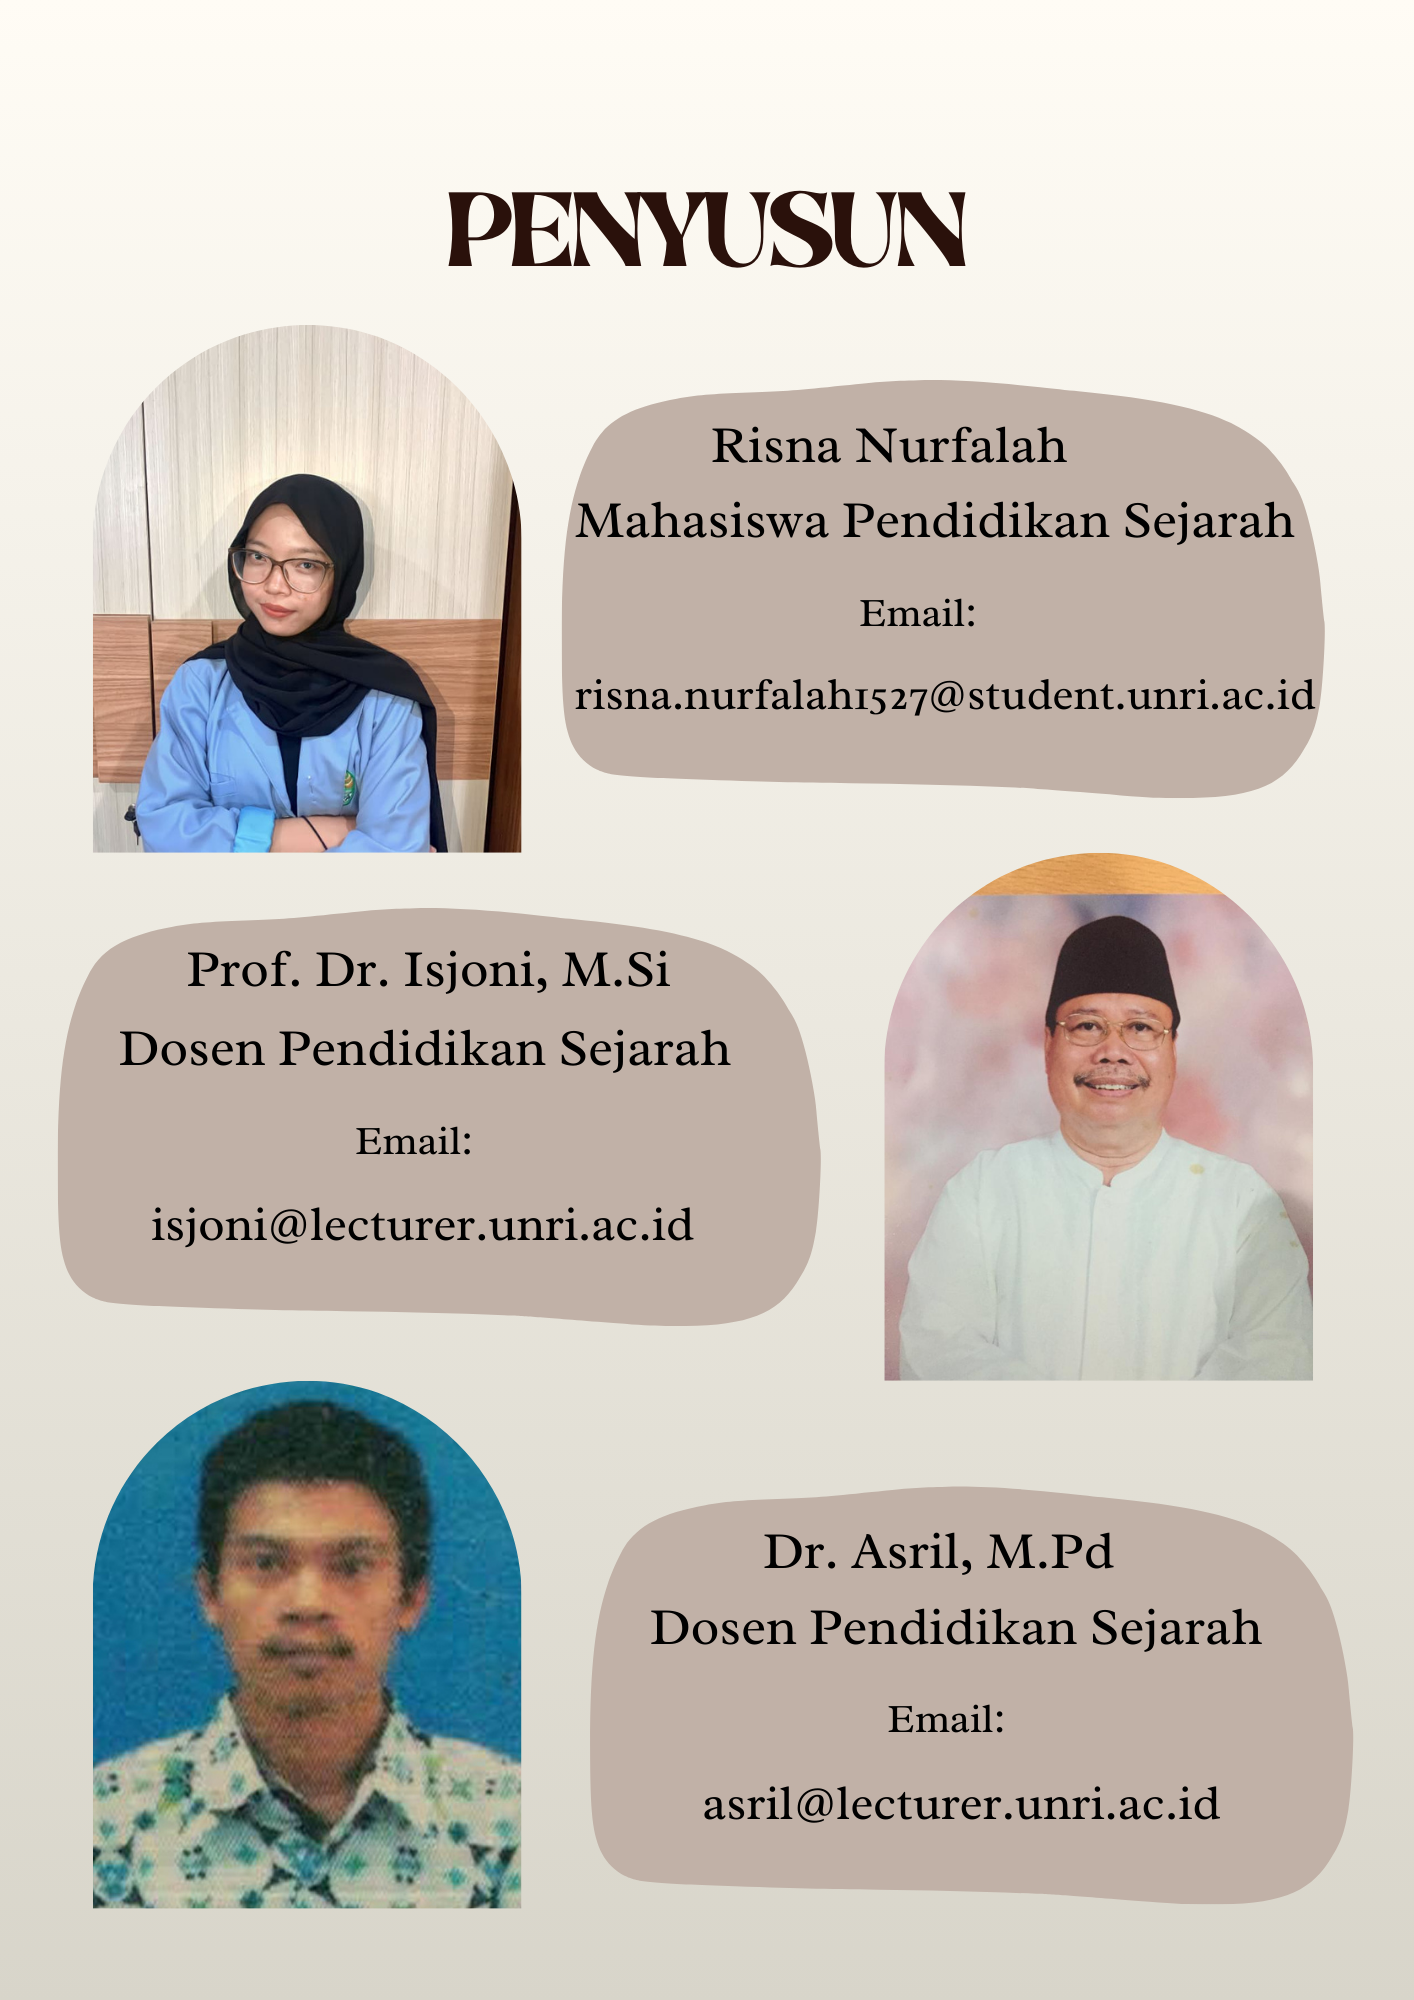 PENYUSUN
Risna Nurfalah
Mahasiswa Pendidikan Sejarah
Email:
risna.nurfalah1527@student.unri.ac.id
Prof. Dr. Isjoni, M.Si
Dosen Pendidikan Sejarah
Email:
isjoni@lecturer.unri.ac.id
Dr. Asril, M.Pd
Dosen Pendidikan Sejarah
Email:
asril@lecturer.unri.ac.id